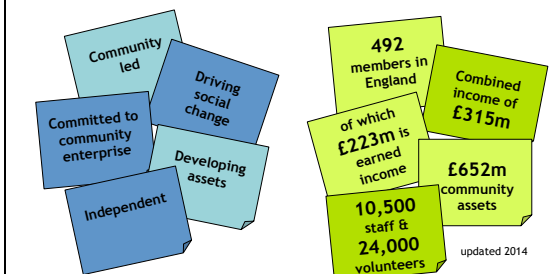 Community
led
Driving
social
change
Committed to
community
enterprise
Developing
assets
Independent
492
members in
England
Combined
income of
£315m
of which
£223m is
earned
income
£652m
community
assets
10,500
staff &
24,000
volunteers
updated 2014